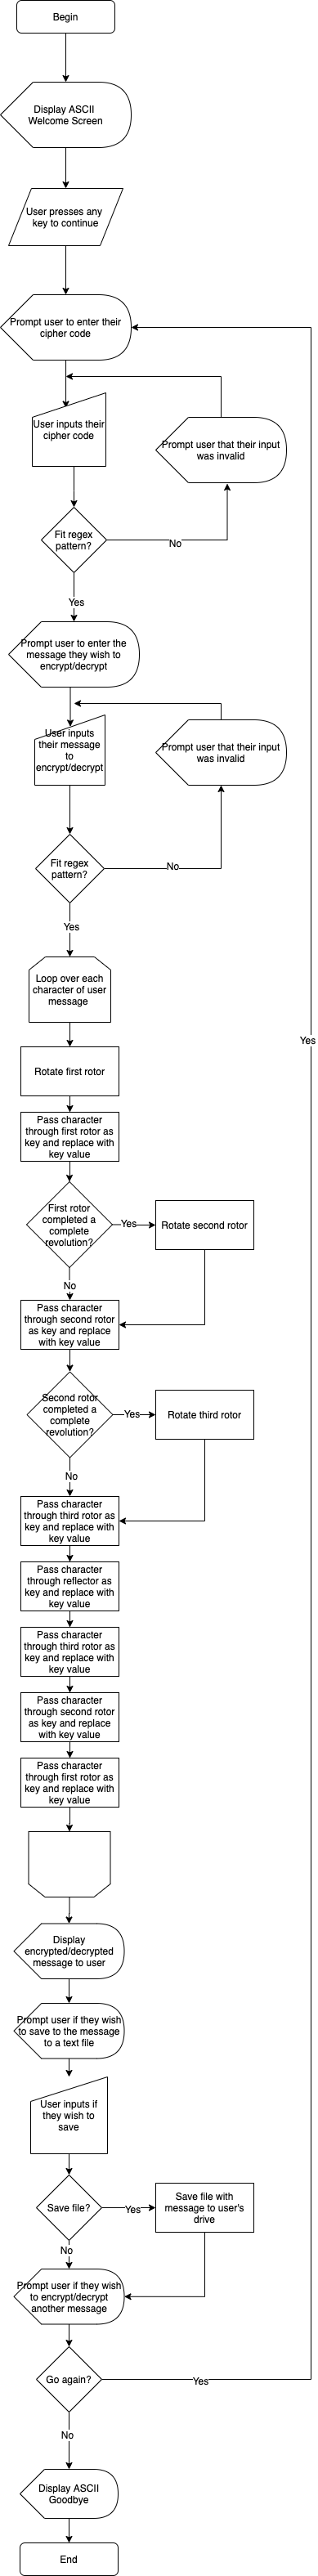 Begin
Display ASCII
Welcome Screen
User presses any
key to continue
Prompt user to enter their
cipher code
User inputs their
cipher code
Prompt user that their input
was invalid
Fit regex
pattern?
No
Yes
Prompt user to enter the
message they wish to
encrypt/decrypt
User inputs
their message
to
encrypt/decrypt
Prompt user that their input
was invalid
Fit regex
pattern?
No
Yes
Loop over each
character of user
message
Yes
Rotate first rotor
Pass character
through first rotor as
key and replace with
key value
First rotor
completed a
complete
revolution?
Yes
Rotate second rotor
No
Pass character
through second rotor
as key and replace
with key value
Second rotor
completed a
complete
revolution?
Yes
Rotate third rotor
No
Pass character
through third rotor as
key and replace with
key value
Pass character
through reflector as
key and replace with
key value
Pass character
through third rotor as
key and replace with
key value
Pass character
through second rotor
as key and replace
with key value
Pass character
through first rotor as
key and replace with
key value
Display
encrypted/decrypted
message to user
Prompt user if they wish
to save to the message
to a text file
User inputs if
they wish to
save
Save file?
Yes
Save file with
message to user's
drive
No
Prompt user if they wish
to encrypt/decrypt
another message
Go again?
Yes
No
Display ASCII
Goodbye
End